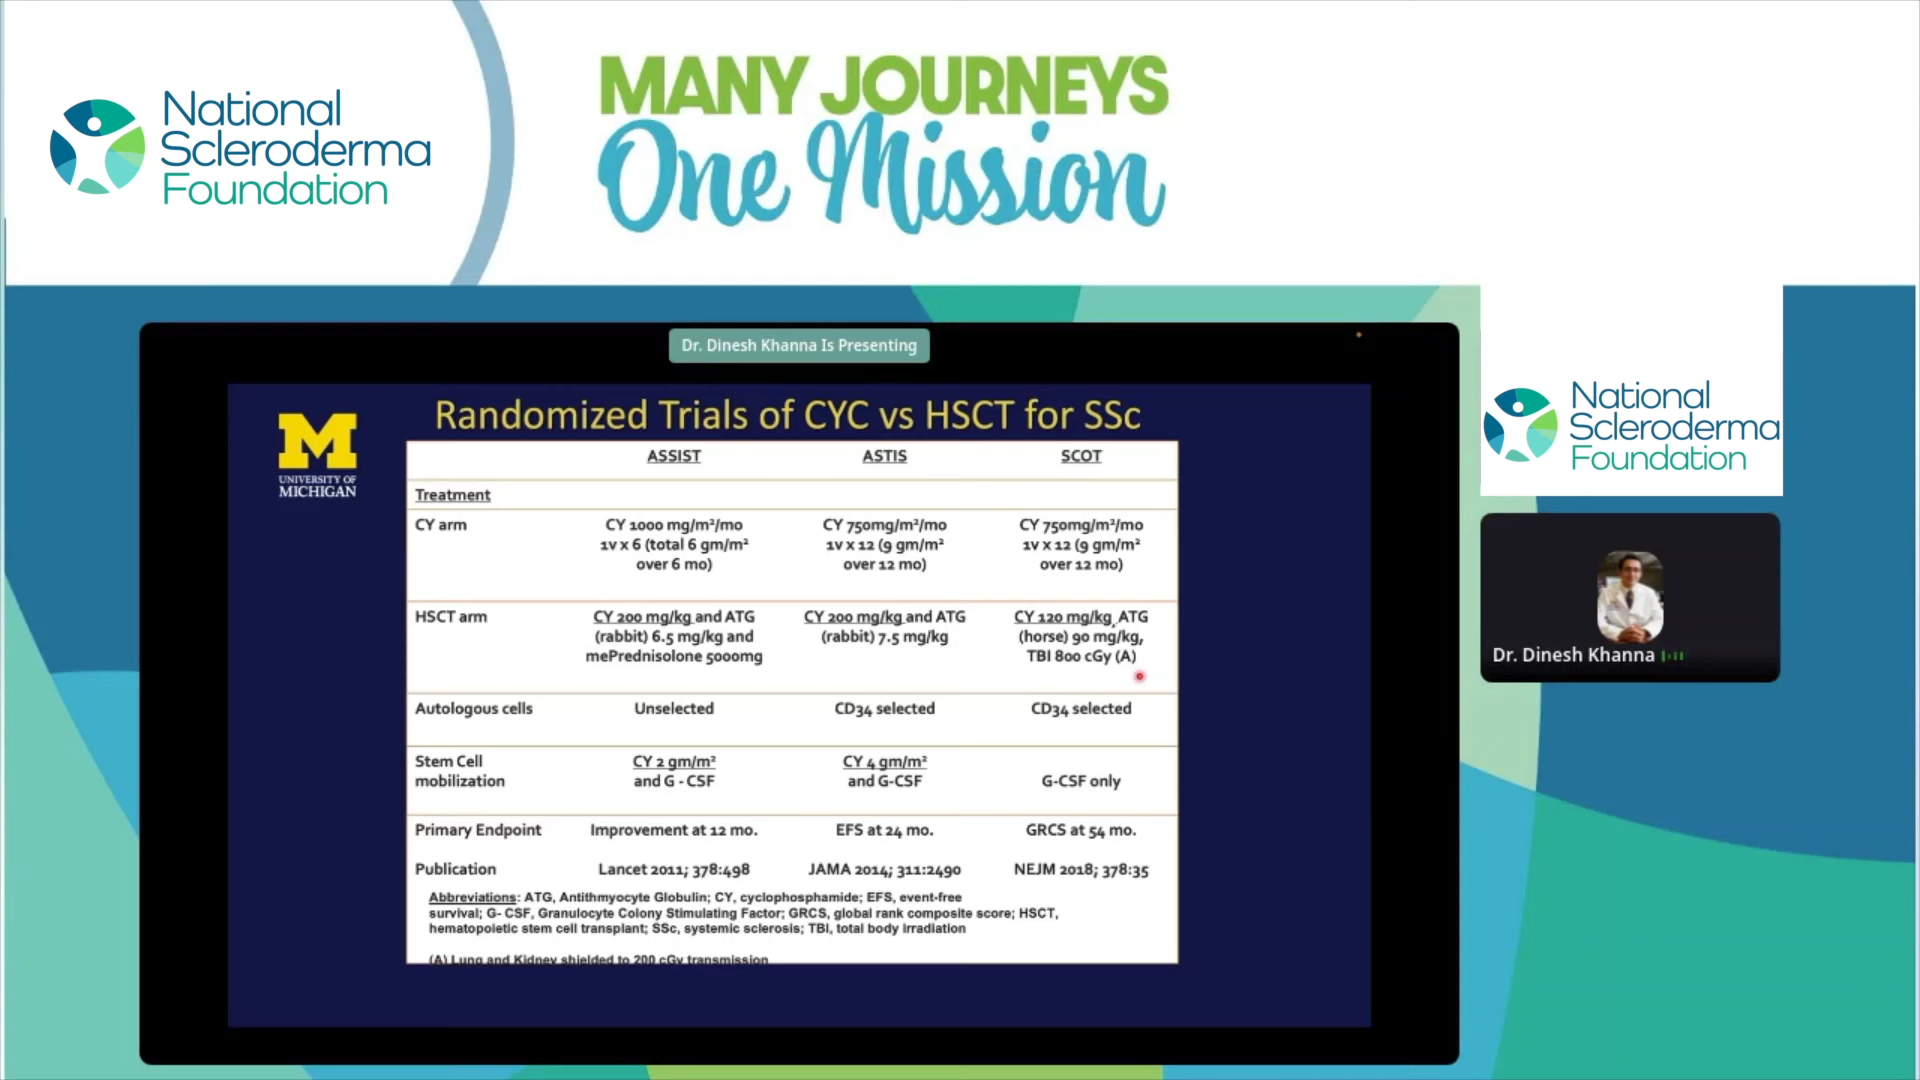 National
Scleroderma
Foundation
MANY JOURNEYS
One Mission
Dr. Dinesh Khanna Is Presenting
M
UNIVERSITY OF
MICHIGAN
Randomized Trials of CYC vs HSCT for SSc
ASSIST ASTIS SCOT
Treatment
CY arm CY 1000 mg/m²/mo CY 750mg/m²/mo CY 750mg/m²/mo
1v x 6 (total 6 gm/m² 1v x 12 (9 gm/m² 1v x 12 (9 gm/m²
over 6 mo) over 12 mo) over 12 mo)
HSCT arm CY 200 mg/kg and ATG CY 200 mg/kg and ATG CY 120 mg/kg, ATG
(rabbit) 6.5 mg/kg and (rabbit) 7.5 mg/kg (horse) 90 mg/kg,
mePrednisolone 5000mg TBI 800 cGy (A)
Autologous cells Unselected CD34 selected CD34 selected
Stem Cell CY 2 gm/m² CY 4 gm/m²
mobilization and G - CSF and G-CSF G-CSF only
Primary Endpoint Improvement at 12 mo. EFS at 24 mo. GRCS at 54 mo.
Publication Lancet 2011; 378:498 JAMA 2014; 311:2490 NEJM 2018; 378:35
Abbreviations: ATG, Antithmyocyte Globulin; CY, cyclophosphamide; EFS, event-free
survival; G- CSF, Granulocyte Colony Stimulating Factor; GRCS, global rank composite score; HSCT,
hematopoietic stem cell transplant; SSc, systemic sclerosis; TBI, total body irradiation
(A) Lung and Kidney shielded to 200 cGy transmission
National
Scleroderma
Foundation
Dr. Dinesh Khanna